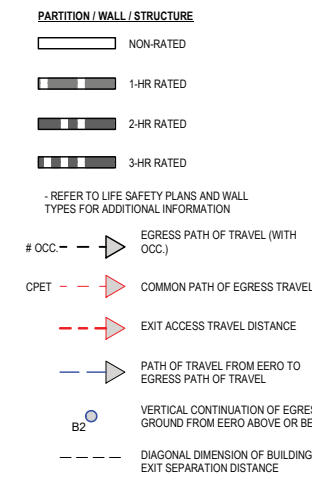 PARTITION / WALL / STRUCTURE
NON-RATED
1-HR RATED
2-HR RATED
3-HR RATED
- REFER TO LIFE SAFETY PLANS AND WALL
TYPES FOR ADDITIONAL INFORMATION
# OCC.
EGRESS PATH OF TRAVEL (WITH
OCC.)
CPET
COMMON PATH OF EGRESS TRAVEL
EXIT ACCESS TRAVEL DISTANCE
PATH OF TRAVEL FROM EERO TO
EGRESS PATH OF TRAVEL
B2
VERTICAL CONTINUATION OF EGRES
GROUND FROM EERO ABOVE OR BE
DIAGONAL DIMENSION OF BUILDING
EXIT SEPARATION DISTANCE